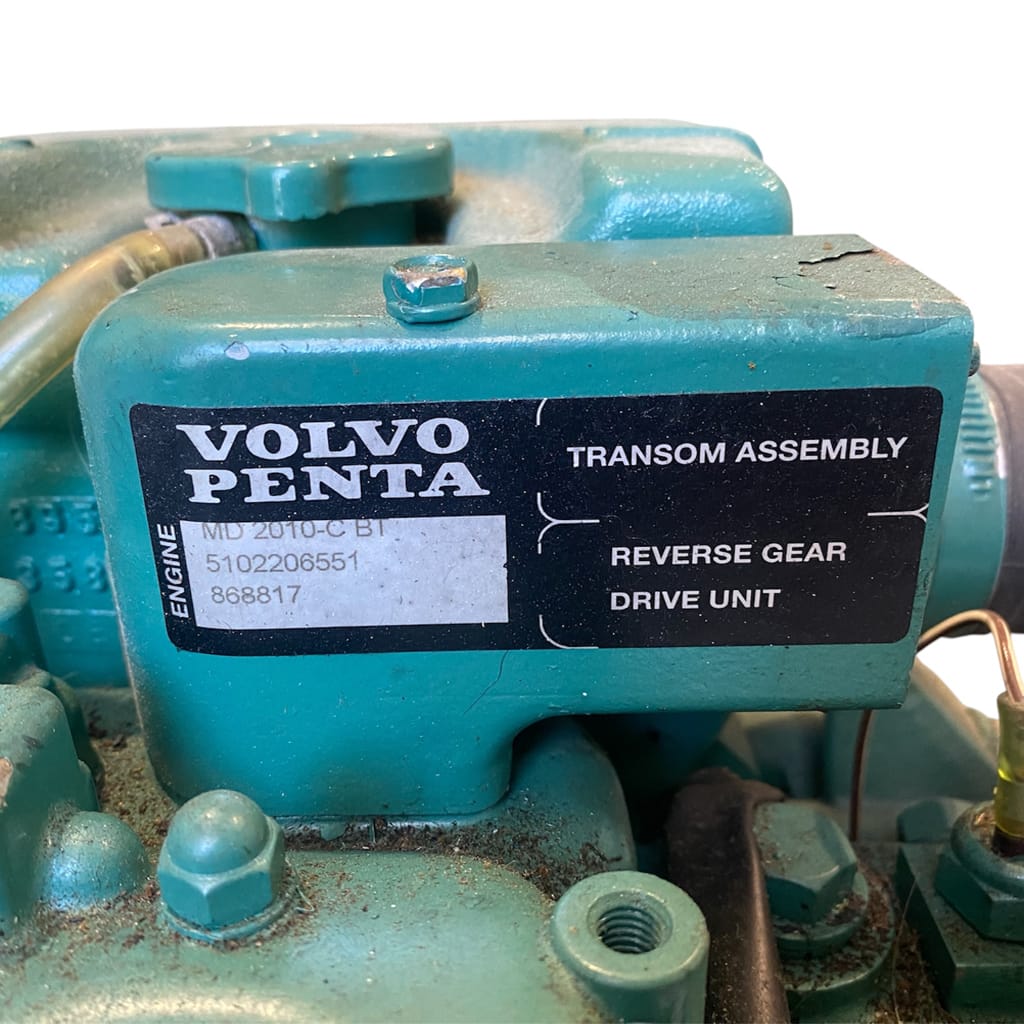 VOLVO
PENTA
ENGINE
MD 2010-C BT
5102206551
868817
TRANSOM ASSEMBLY
REVERSE GEAR
DRIVE UNIT